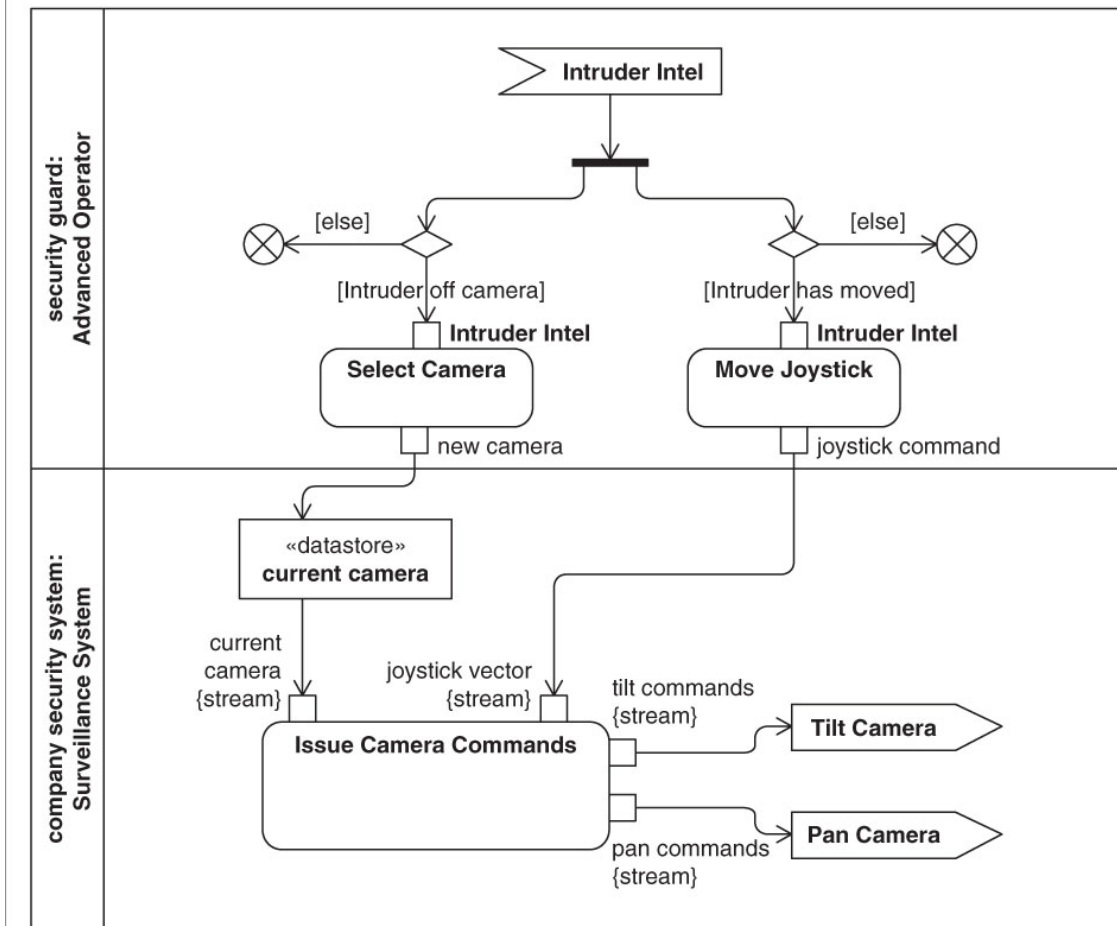 security guard:
Advanced Operator
Intruder Intel
[else]
[else]
[Intruder off camera]
[Intruder has moved]
Intruder Intel
Intruder Intel
Select Camera
Move Joystick
new camera
joystick command
company security system:
Surveillance System
«datastore»
current camera
current
camera
{stream}
joystick vector
{stream}
tilt commands
{stream}
Tilt Camera
Issue Camera Commands
Pan Camera
pan commands
{stream}